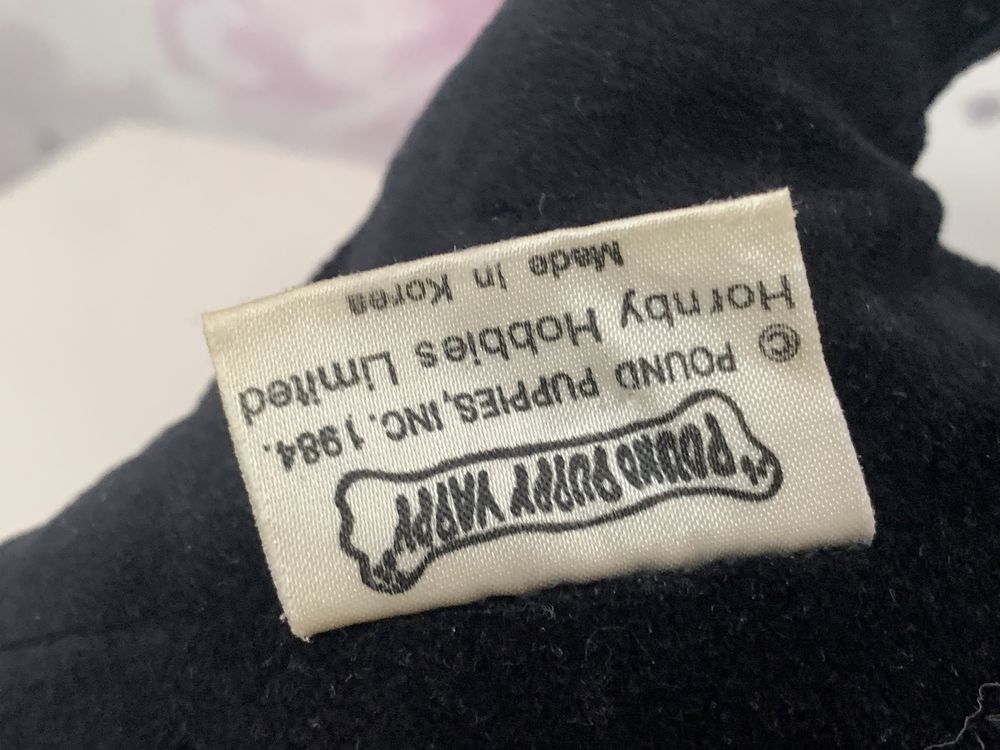 POUND PUPPY YAPPY
© POUND PUPPIES, INC. 1984.
Hornby Hobbies Limited
Made in Korea